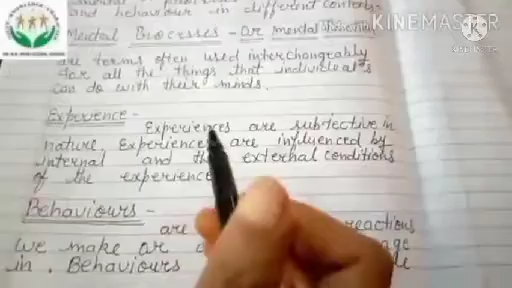 and behaviour in different contexts.
Mental Processes - or mental
are terms often used interchangeably
for all the things that individual's
can do with their minds.
Experience -
Experiences are subjective in
nature. Experiences are influenced by
internal and the external conditions
of the experience
Behaviours -
are reactions
we make or
in. Behaviours
KINEMASTER